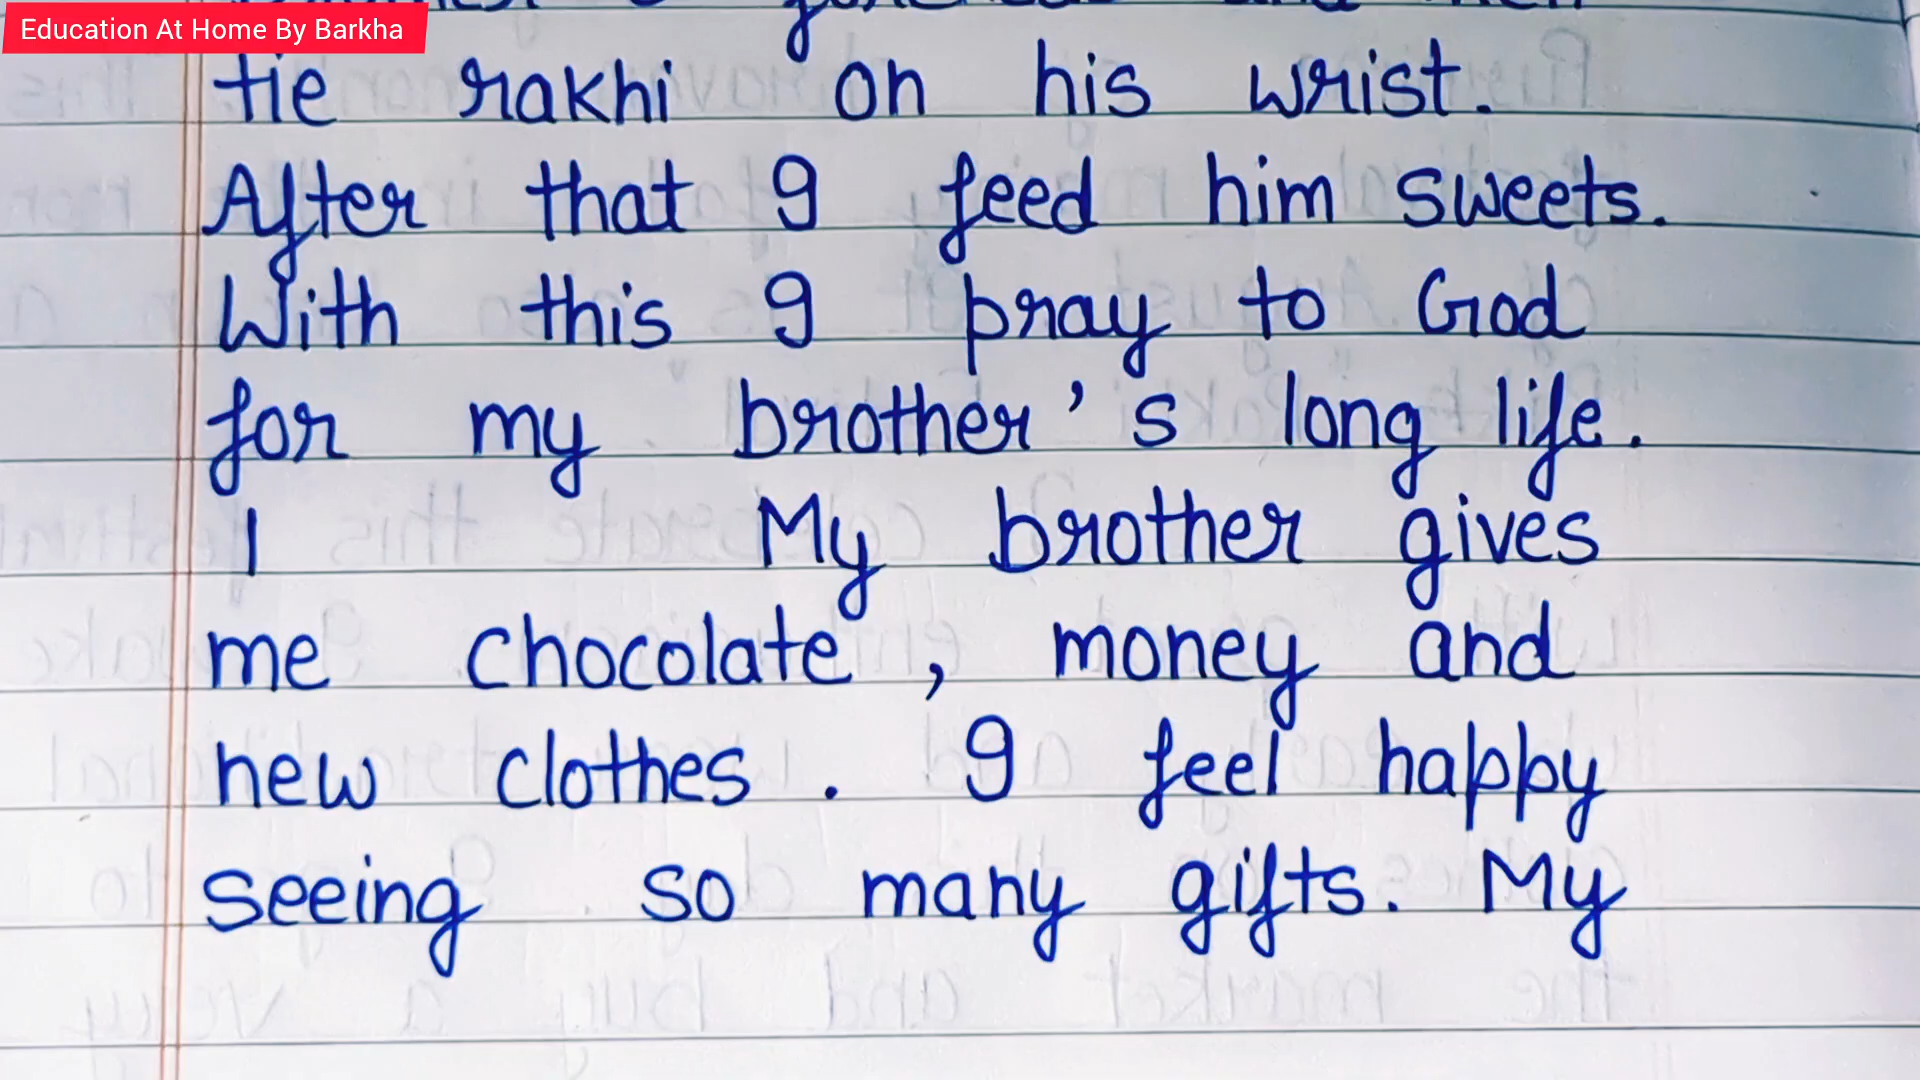 Education At Home By Barkha
tie rakhi on his wrist.
After that I feed him sweets.
With this I pray to God
for my brother's long life.
I My brother gives
me chocolate, money and
new clothes. I feel happy
seeing so many gifts. My